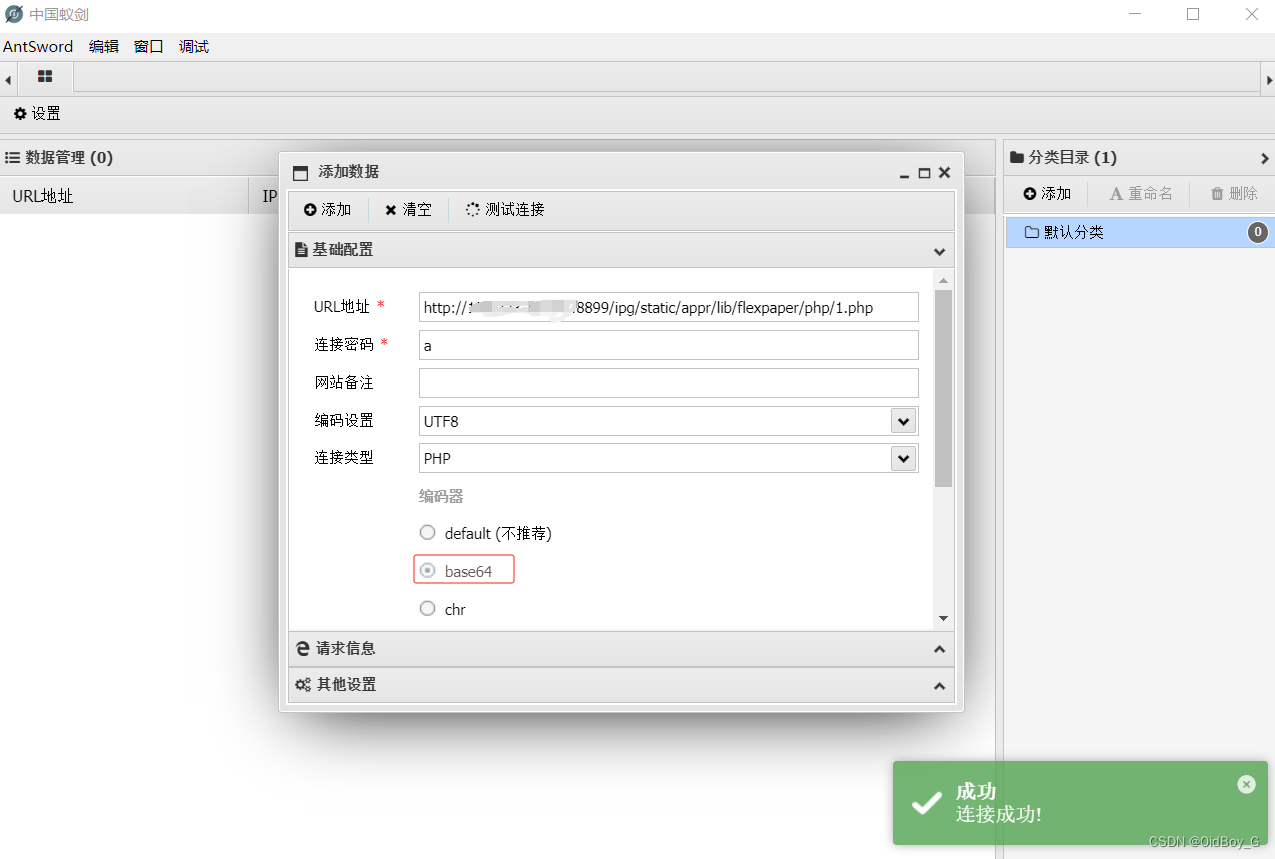 中国蚁剑
AntSword 编辑 窗口 调试
设置
数据管理 (0)
URL地址 IP
添加数据
添加 清空 测试连接
基础配置
URL地址 *
http://
8899/ipg/static/appr/lib/flexpaper/php/1.php
连接密码 * a
网站备注
编码设置 UTF8
连接类型 PHP
编码器
default (不推荐)
base64
chr
请求信息
其他设置
分类目录 (1)
添加 重命名 删除
默认分类 0
成功
连接成功!
CSDN @OidBoy_G